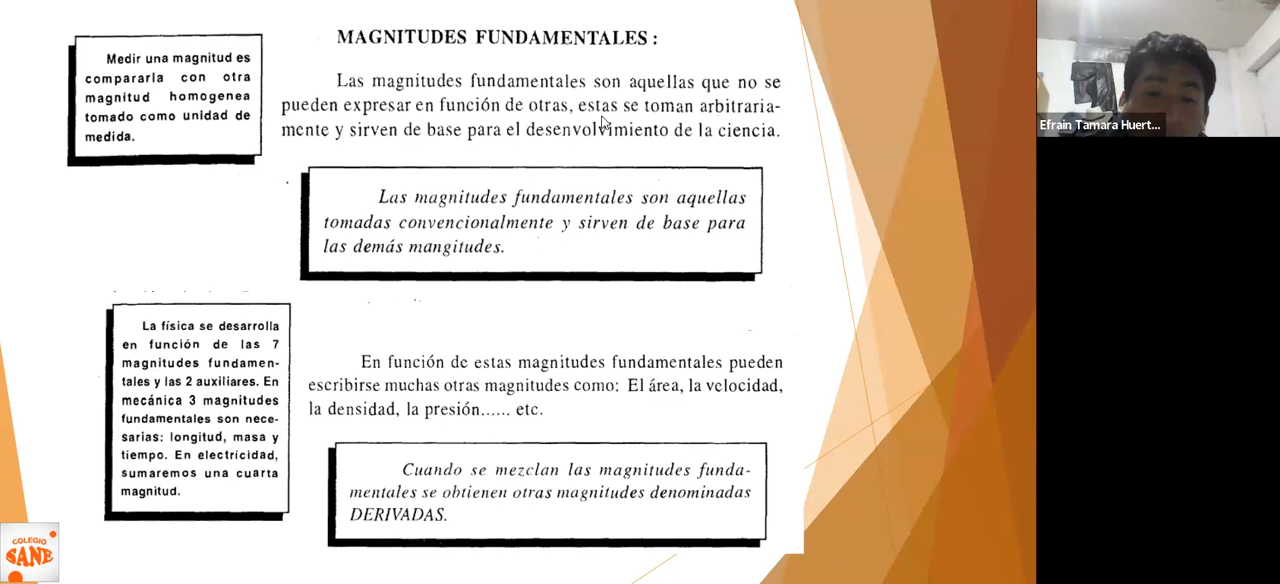 MAGNITUDES FUNDAMENTALES :
Medir una magnitud es
compararla con otra
magnitud homogenea
tomado como unidad de
medida.
Las magnitudes fundamentales son aquellas que no se
pueden expresar en función de otras, estas se toman arbitraria-
mente y sirven de base para el desenvolvimiento de la ciencia.
Las magnitudes fundamentales son aquellas
tomadas convencionalmente y sirven de base para
las demás mangitudes.
La física se desarrolla
en función de las 7
magnitudes fundamen-
tales y las 2 auxiliares. En
mecánica 3 magnitudes
fundamentales son nece-
sarias: longitud, masa y
tiempo. En electricidad,
sumaremos una cuarta
magnitud.
En función de estas magnitudes fundamentales pueden
escribirse muchas otras magnitudes como: El área, la velocidad,
la densidad, la presión...... etc.
Cuando se mezclan las magnitudes funda-
mentales se obtienen otras magnitudes denominadas
DERIVADAS.
COLEGIO
SANE
Efraín Tamara Huert...